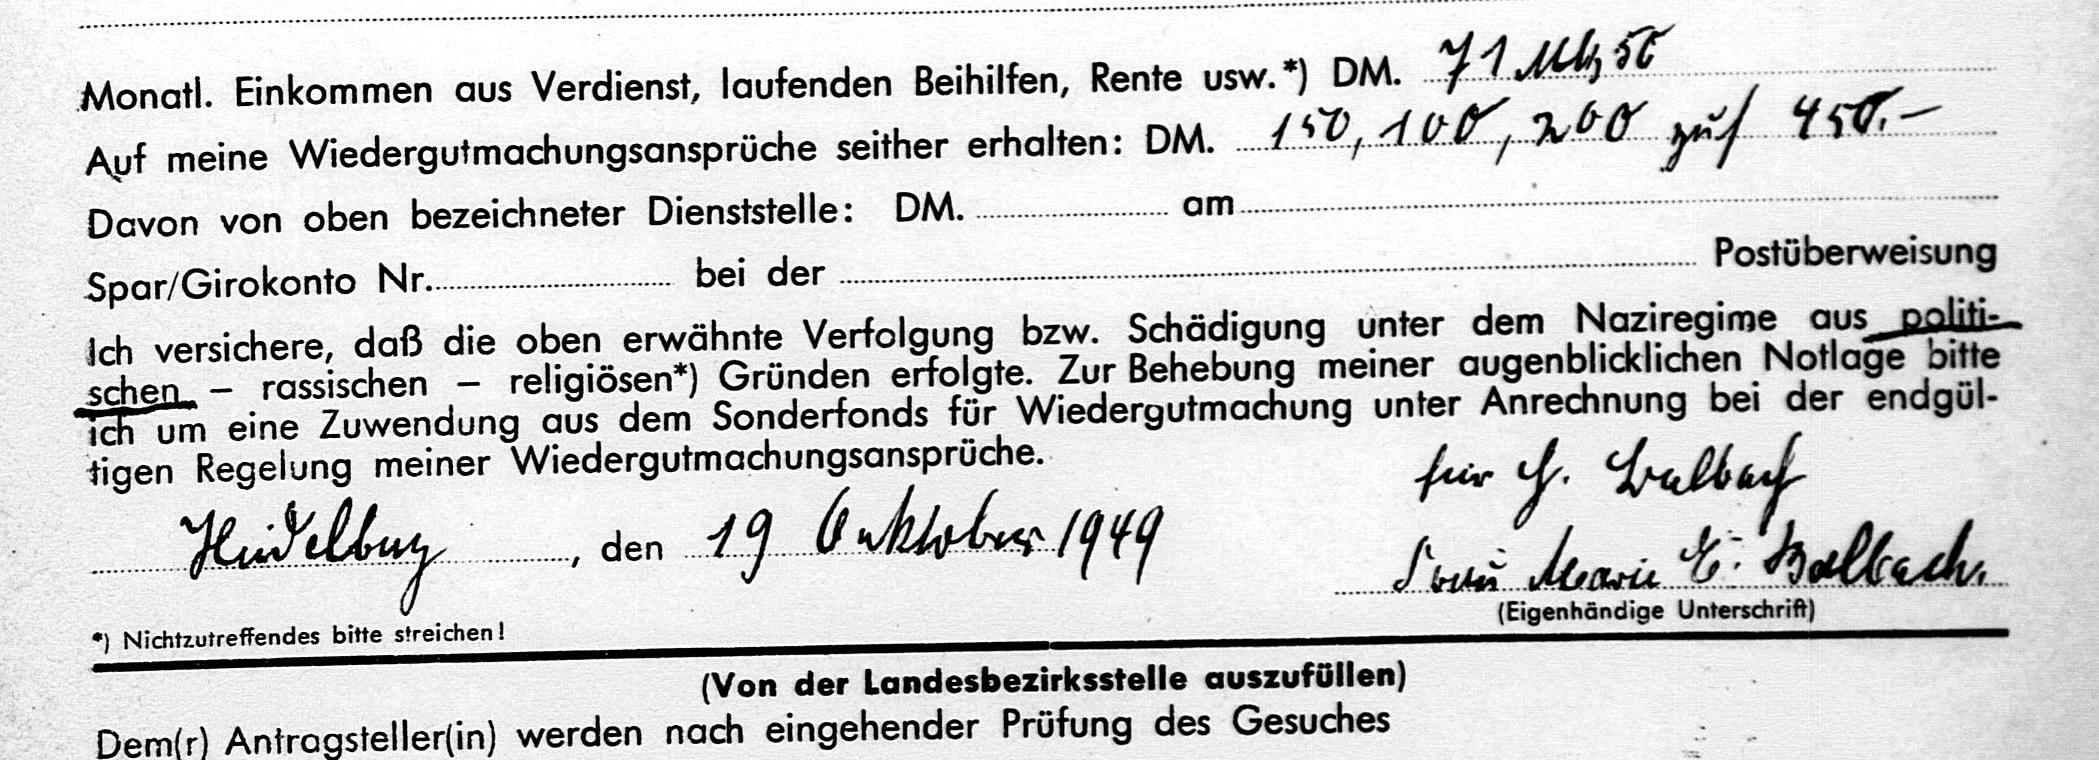 Monatl. Einkommen aus Verdienst, laufenden Beihilfen, Rente usw.*) DM. 71 Mk, 50
Auf meine Wiedergutmachungsansprüche seither erhalten: DM. 150, 100, 200 zus 450.-
Davon von oben bezeichneter Dienststelle: DM. am
Spar/Girokonto Nr. bei der Postüberweisung
Ich versichere, daß die oben erwähnte Verfolgung bzw. Schädigung unter dem Naziregime aus politi-
schen – rassischen – religiösen*) Gründen erfolgte. Zur Behebung meiner augenblicklichen Notlage bitte
ich um eine Zuwendung aus dem Sonderfonds für Wiedergutmachung unter Anrechnung bei der endgül-
tigen Regelung meiner Wiedergutmachungsansprüche.
für
Heidelberg, den 19 Oktober 1949
Marie E. Balbach.
(Eigenhändige Unterschrift)
*) Nichtzutreffendes bitte streichen!
(Von der Landesbezirksstelle auszufüllen)
Dem(r) Antragsteller(in) werden nach eingehender Prüfung des Gesuches